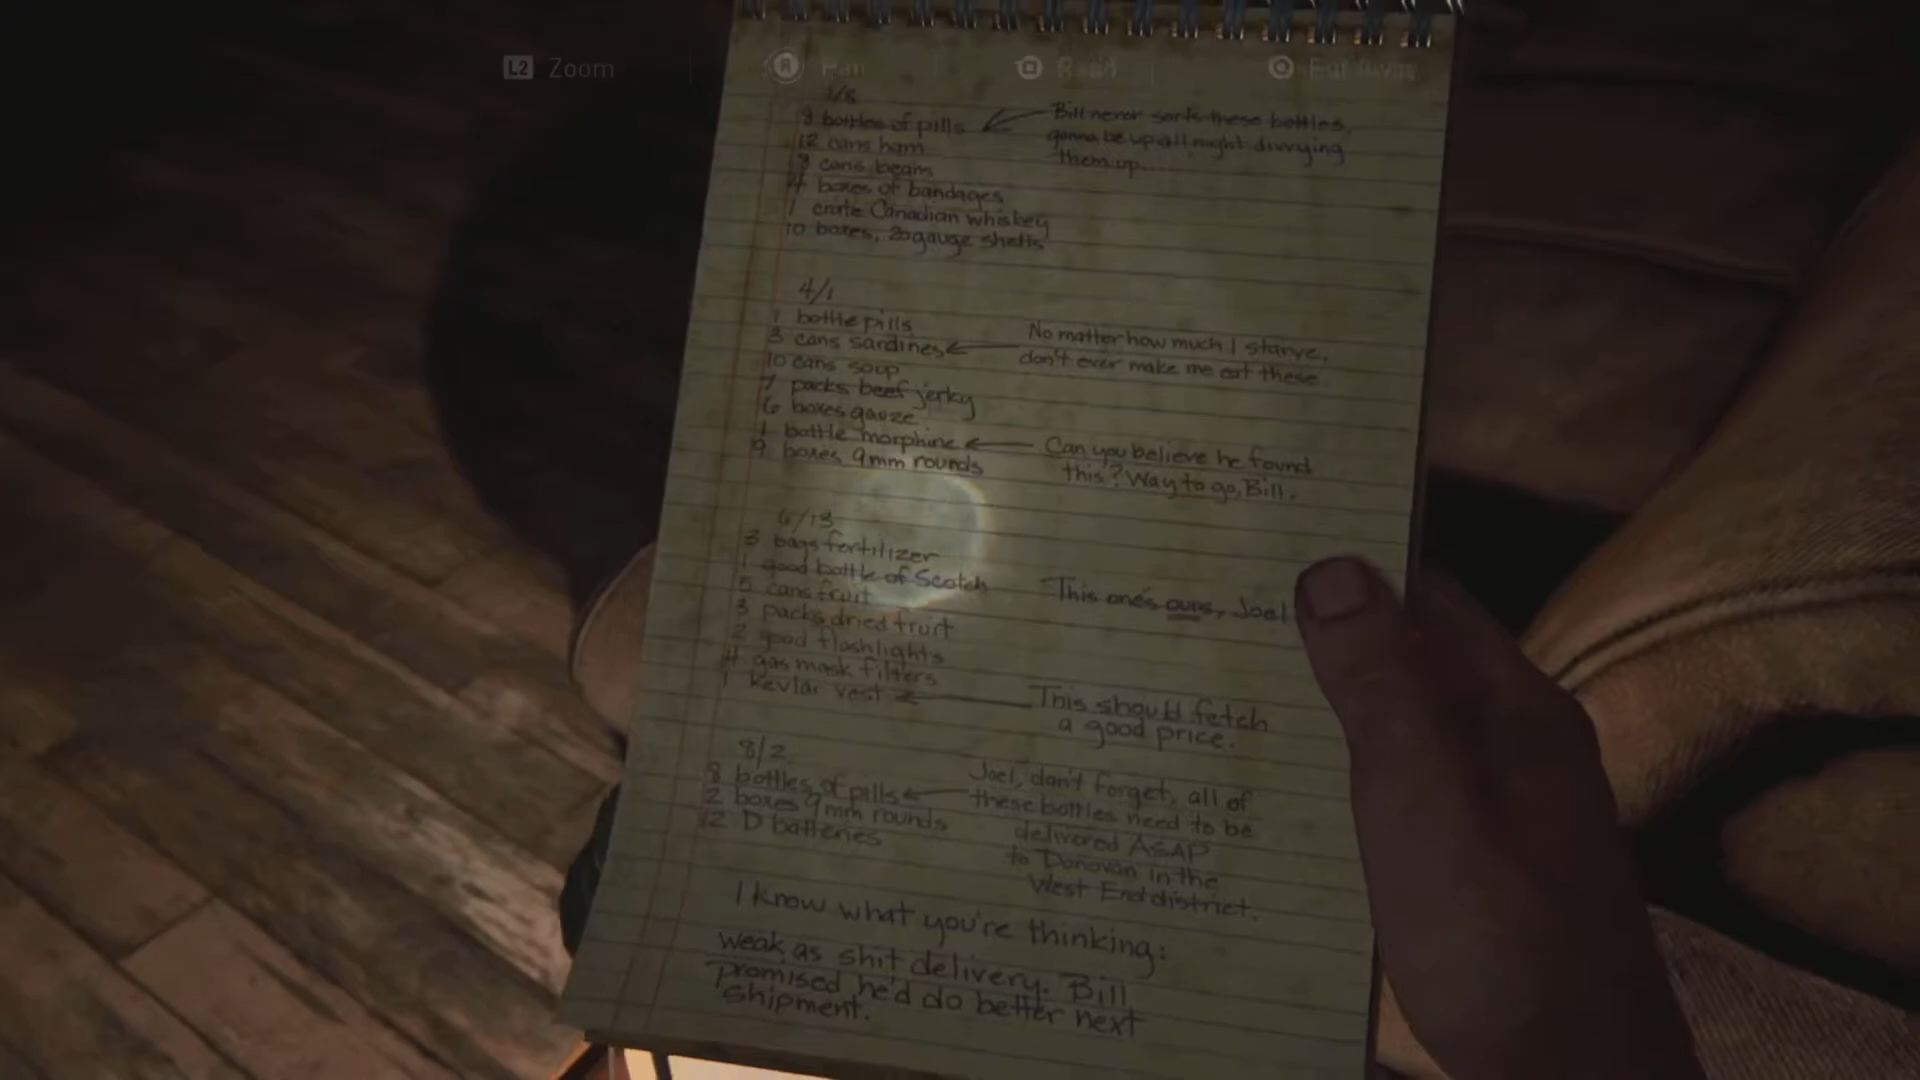 L2 Zoom
R Pan
Read
1/8
8 bottles of pills
Bill never sorts these bottles,
gonna be up all night divvying
them up.
12 cans ham
8 cans beans
4 boxes of bandages
1 crate Canadian whiskey
10 boxes, 20 gauge shells
4/1
1 bottle pills
3 cans sardines
No matter how much I starve,
don't ever make me eat these.
10 cans soup
7 packs beef jerky
6 boxes gauze
1 bottle morphine
Can you believe he found
this? Way to go, Bill.
9 boxes 9mm rounds
6/13
3 bags fertilizer
1 good bottle of Scotch
This one's ours, Joel
5 cans fruit
3 packs dried fruit
2 good flashlights
4 gas mask filters
1 Kevlar vest
This should fetch
a good price.
8/2
8 bottles of pills
Joel, don't forget, all of
these bottles need to be
delivered ASAP
to Donovan in the
West End district.
2 boxes 9mm rounds
12 D batteries
I know what you're thinking:
weak as shit delivery. Bill
promised he'd do better next
shipment.